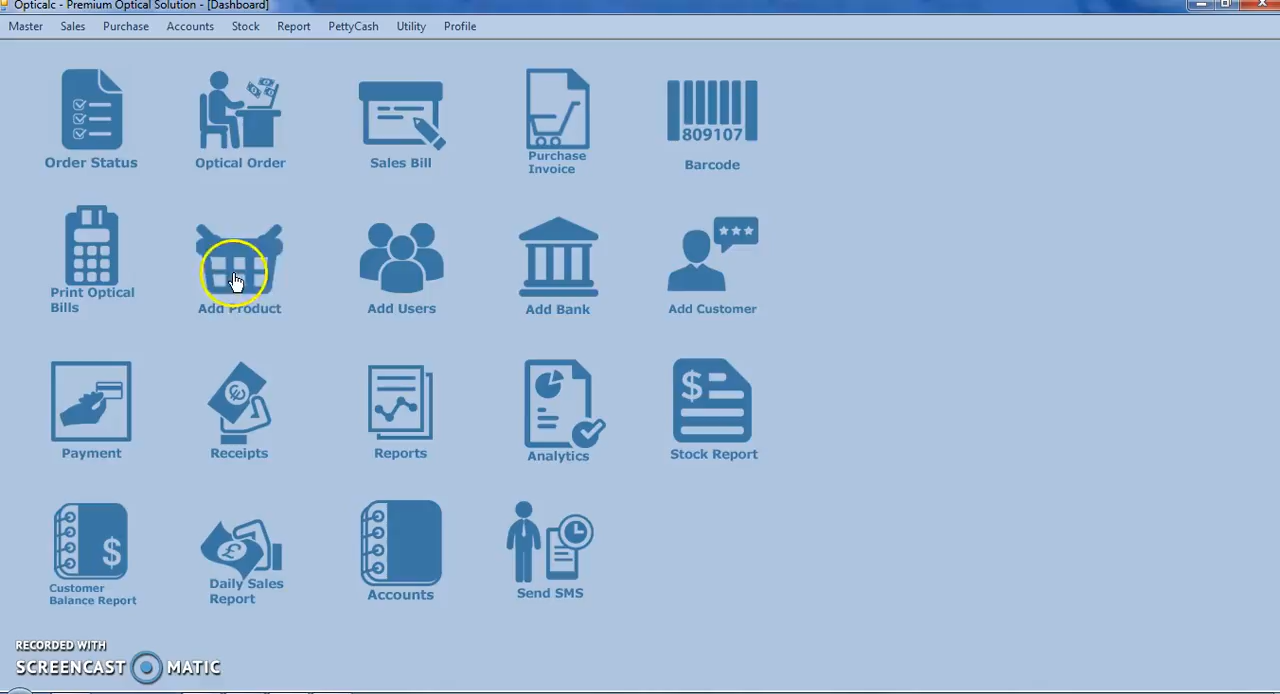 Opticalc - Premium Optical Solution - [Dashboard]
Master Sales Purchase Accounts Stock Report PettyCash Utility Profile
Order Status
Optical Order
Sales Bill
Purchase
Invoice
809107
Barcode
Print Optical
Bills
Add Product
Add Users
Add Bank
Add Customer
Payment
Receipts
Reports
Analytics
Stock Report
Customer
Balance Report
Daily Sales
Report
Accounts
Send SMS
RECORDED WITH
SCREENCAST MATIC